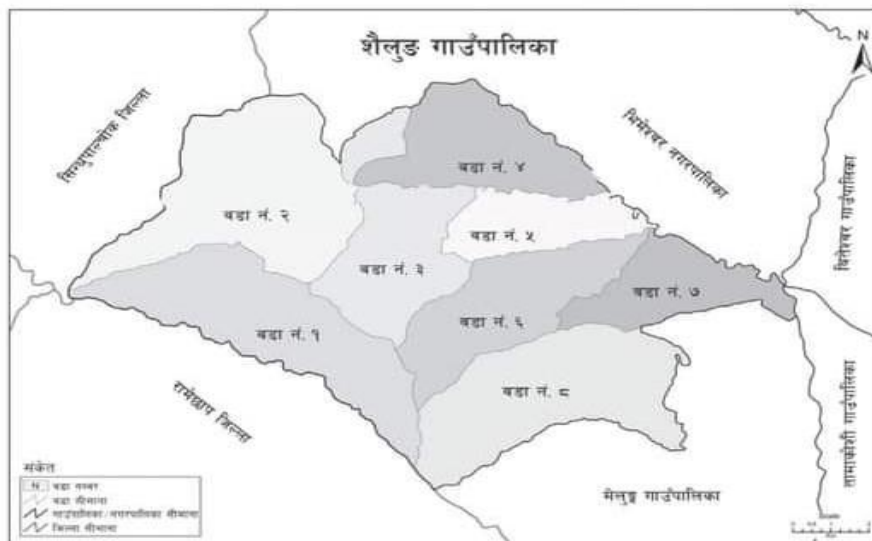 शैलुङ गाउँपालिका
N
सिन्धुपाल्चोक जिल्ला
भिमेश्वर नगरपालिका
वडा नं. ४
वडा नं. २
वडा नं. ५
वडा नं. ३
वडा नं. ७
वडा नं. ६
वडा नं. १
वडा नं. ८
रामेछाप जिल्ला
तामाकोशी गाउँपालिका
मेलुङ्ग गाउँपालिका
संकेत
N वडा नम्बर
वडा सीमाना
गाउँपालिका/नगरपालिका सीमाना
जिल्ला सीमाना